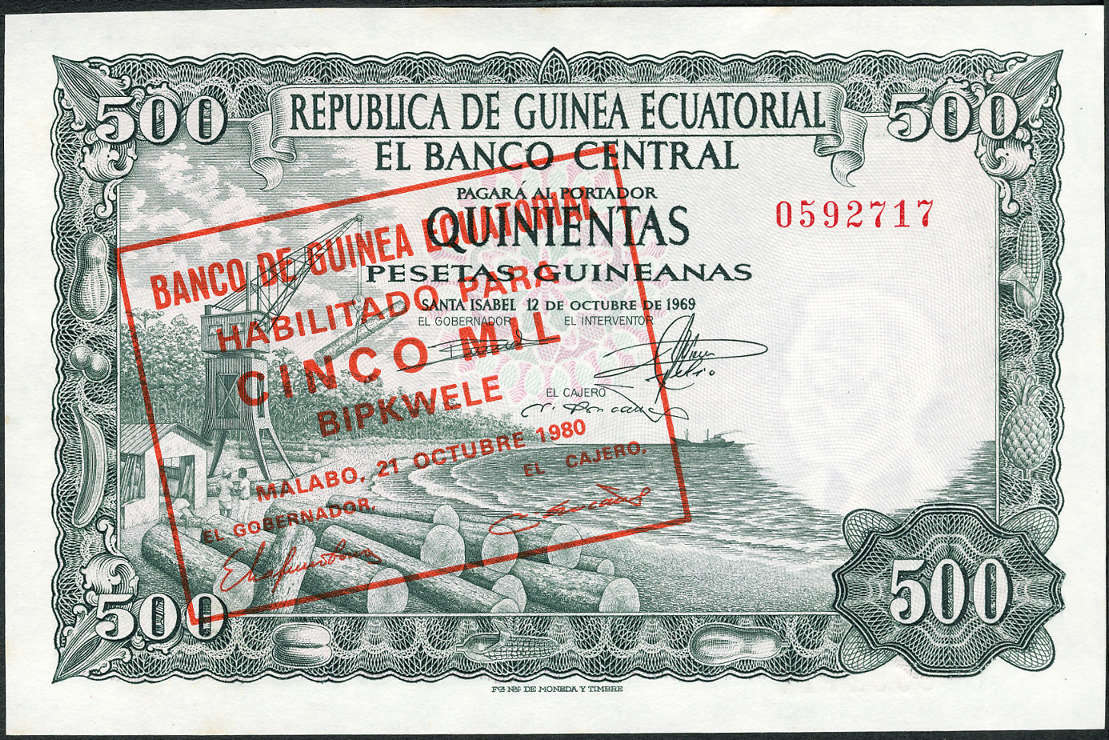 500
500
REPUBLICA DE GUINEA ECUATORIAL
EL BANCO CENTRAL
PAGARÁ AL PORTADOR
QUINIENTAS
PESETAS GUINEANAS
SANTA ISABEL 12 DE OCTUBRE DE 1969
EL GOBERNADOR EL INTERVENTOR
EL CAJERO
0592717
BANCO DE GUINEA ECUATORIAL
HABILITADO PARA
CINCO MIL
BIPKWELE
MALABO, 21 OCTUBRE 1980
EL GOBERNADOR, EL CAJERO,
500
500
FCA NAL DE MONEDA Y TIMBRE